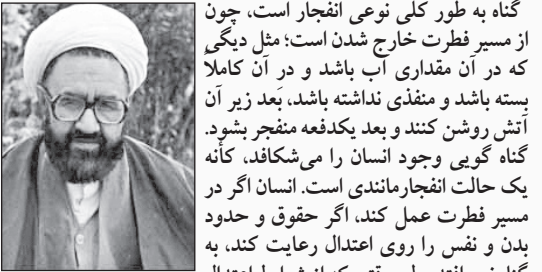 گناه به طور کلی نوعی انفجار است، چون
از مسیر فطرت خارج شدن است؛ مثل دیگی
که در آن مقداری آب باشد و در آن کاملاً
بسته باشد و منفذی نداشته باشد، بَعد زیر آن
آتش روشن کنند و بعد یکدفعه منفجر بشود.
گناه گویی وجود انسان را می‌شکافد، کأنه
یک حالت انفجارمانندی است. انسان اگر در
مسیر فطرت عمل کند، اگر حقوق و حدود
بدن و نفس را روی اعتدال رعایت کند، به